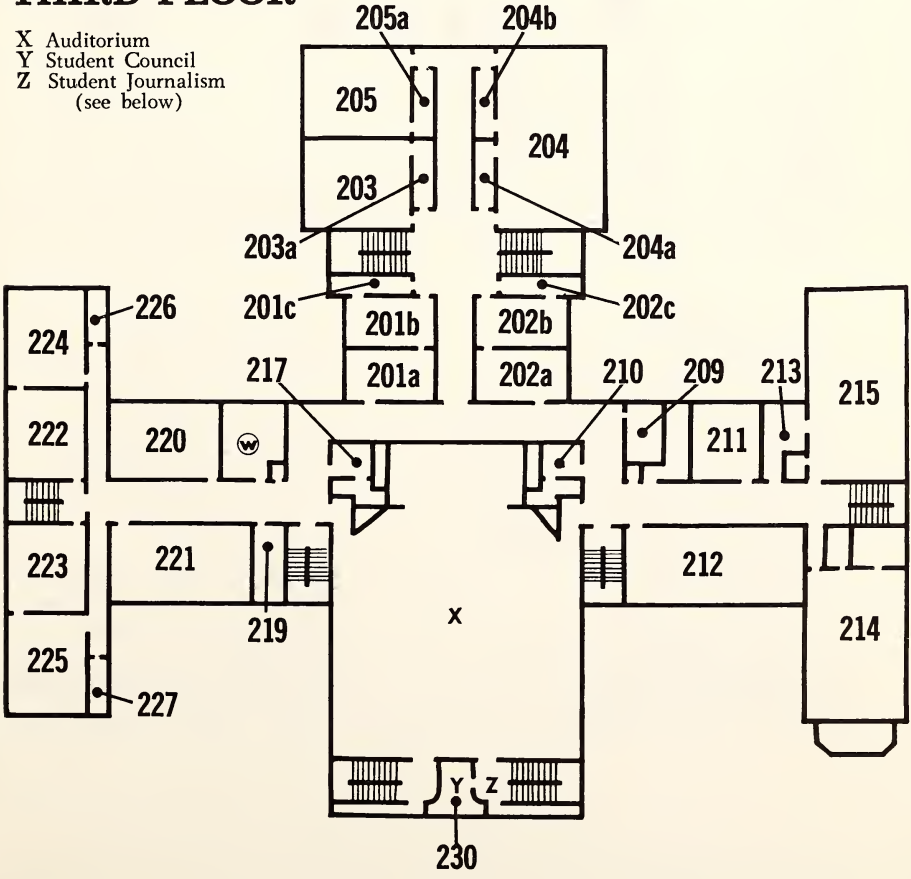 THIRD FLOOR
X Auditorium
Y Student Council
Z Student Journalism
(see below)
205a
204b
205
204
203
203a
204a
201c
202c
201b
202b
201a
202a
226
224
217
210
209
213
215
222
220
W
211
223
221
219
212
X
214
225
227
Y
Z
230